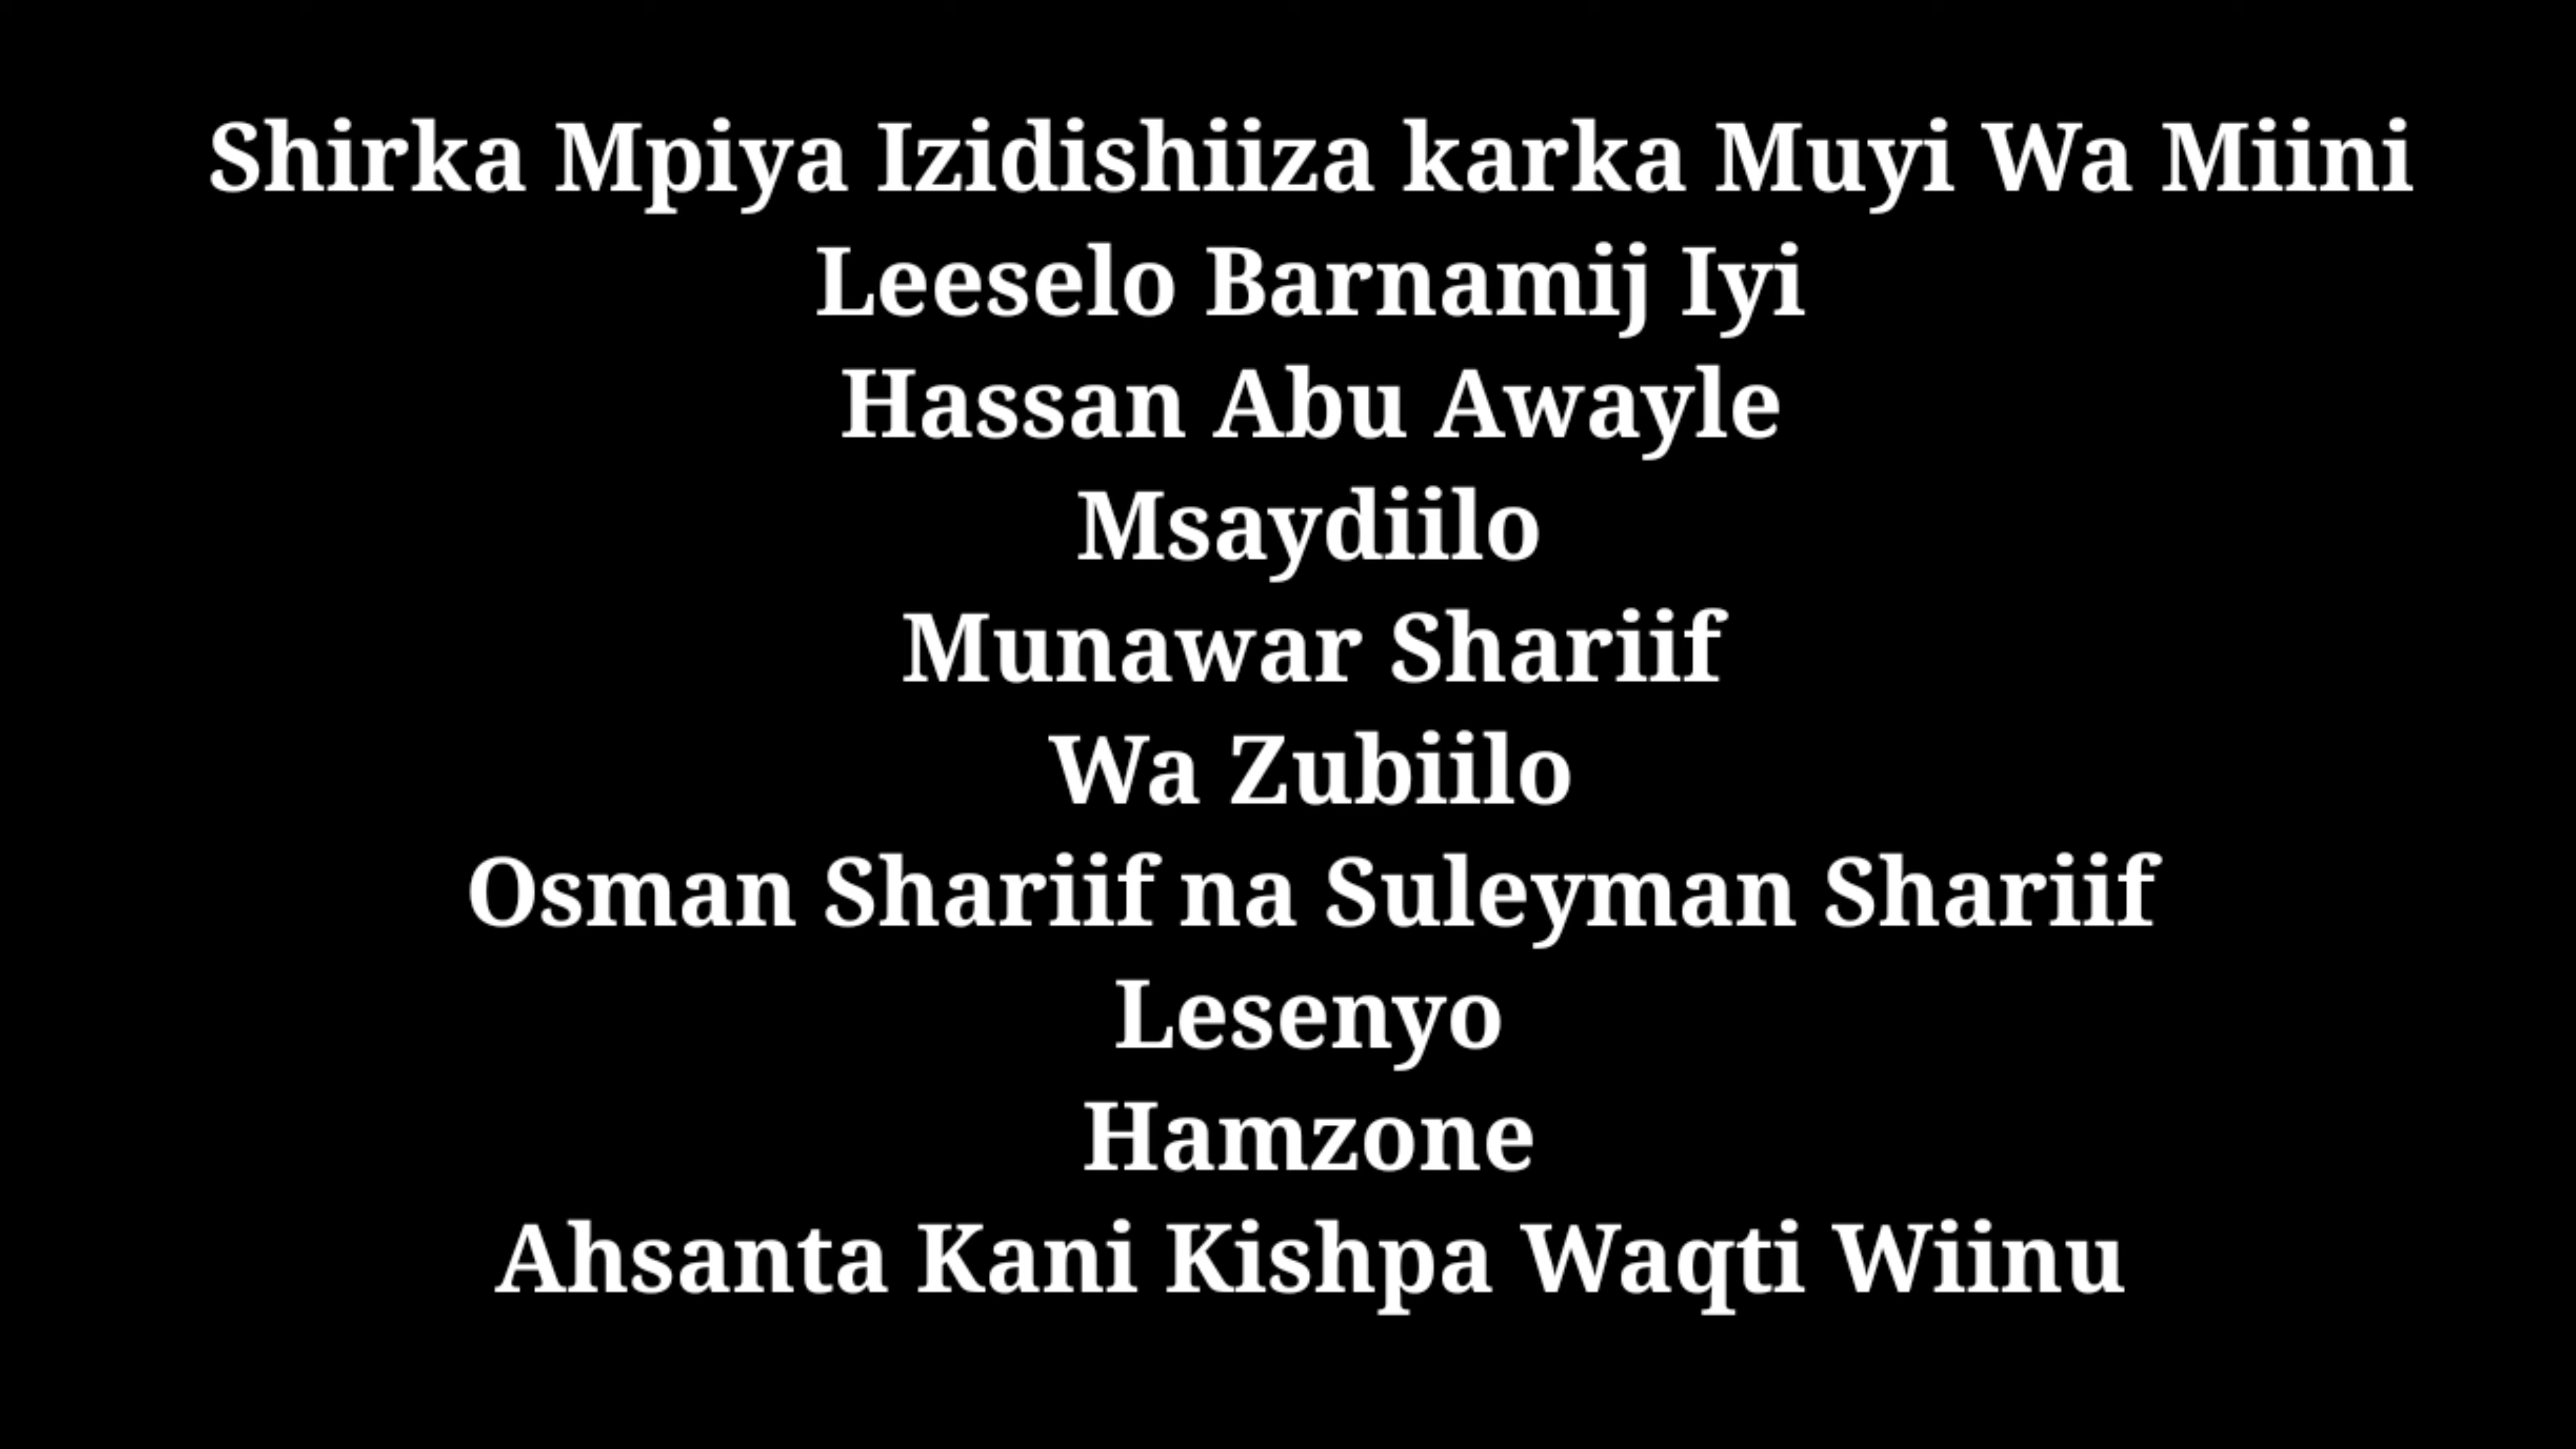 Shirka Mpiya Izidishiiza karka Muyi Wa Miini
Leeselo Barnamij Iyi
Hassan Abu Awayle
Msaydiilo
Munawar Shariif
Wa Zubiilo
Osman Shariif na Suleyman Shariif
Lesenyo
Hamzone
Ahsanta Kani Kishpa Waqti Wiinu